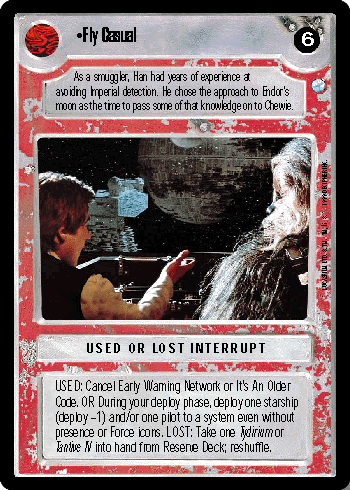 •Fly Casual
6
As a smuggler, Han had years of experience at
avoiding Imperial detection. He chose the approach to Endor's
moon as the time to pass some of that knowledge on to Chewie.
USED OR LOST INTERRUPT
USED: Cancel Early Warning Network or It's An Older
Code. OR During your deploy phase, deploy one starship
(deploy –1) and/or one pilot to a system even without
presence or Force icons. LOST: Take one Tydirium or
Tantive IV into hand from Reserve Deck; reshuffle.